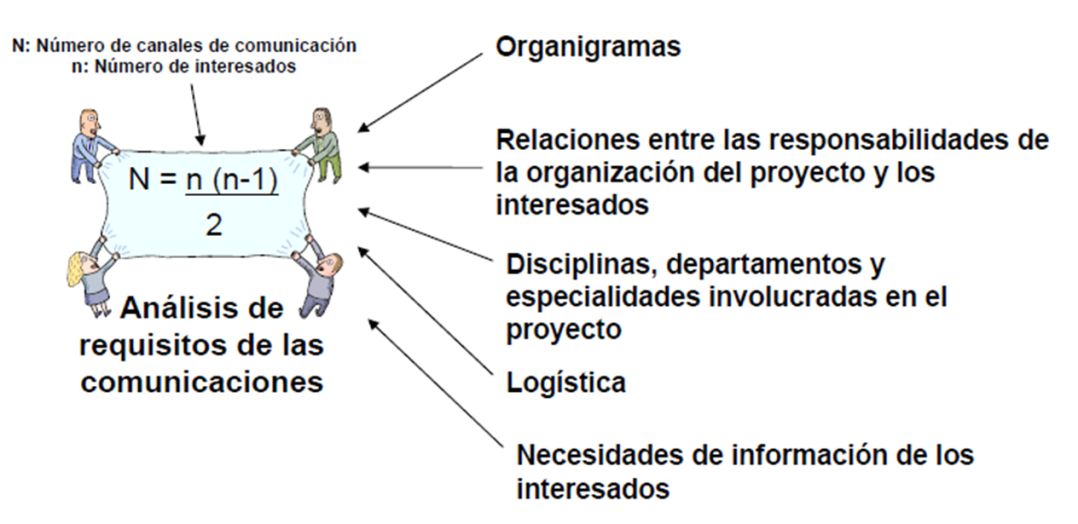 N: Número de canales de comunicación
n: Número de interesados
N = n (n-1)
2
Análisis de
requisitos de las
comunicaciones
Organigramas
Relaciones entre las responsabilidades de
la organización del proyecto y los
interesados
Disciplinas, departamentos y
especialidades involucradas en el
proyecto
Logística
Necesidades de información de los
interesados